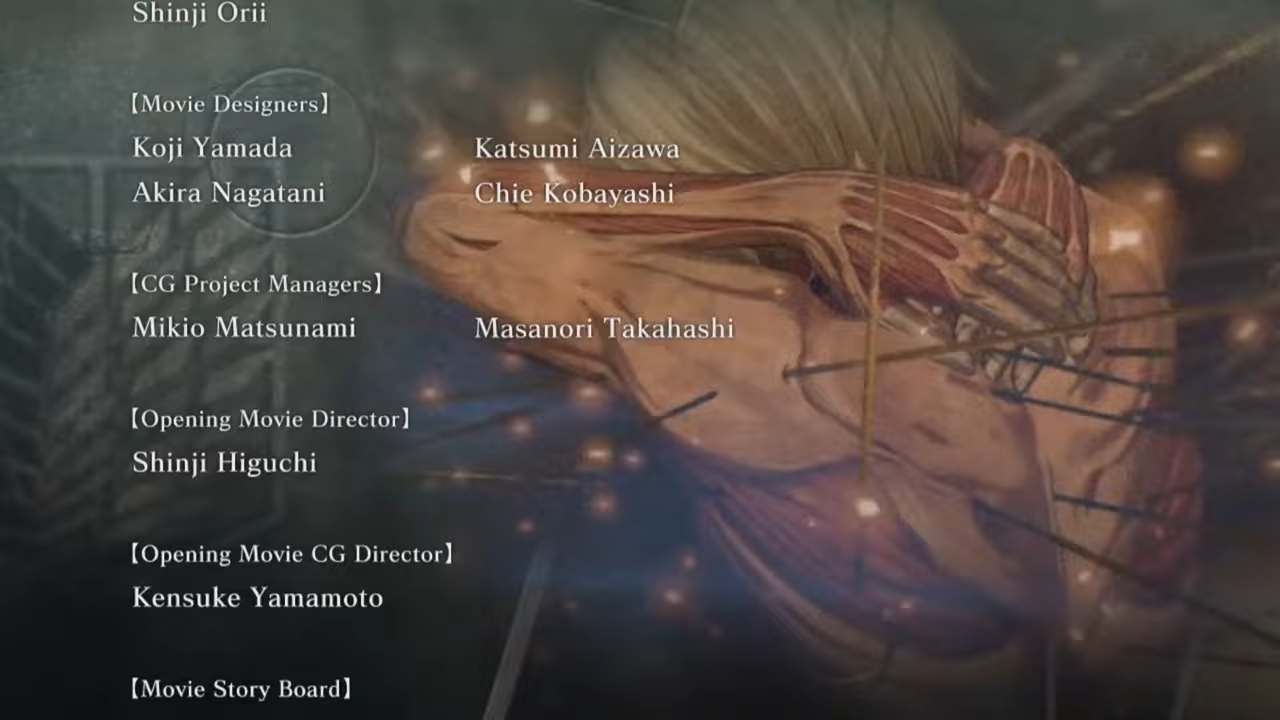 Shinji Orii
【Movie Designers】
Koji Yamada Katsumi Aizawa
Akira Nagatani Chie Kobayashi
【CG Project Managers】
Mikio Matsunami Masanori Takahashi
【Opening Movie Director】
Shinji Higuchi
【Opening Movie CG Director】
Kensuke Yamamoto
【Movie Story Board】